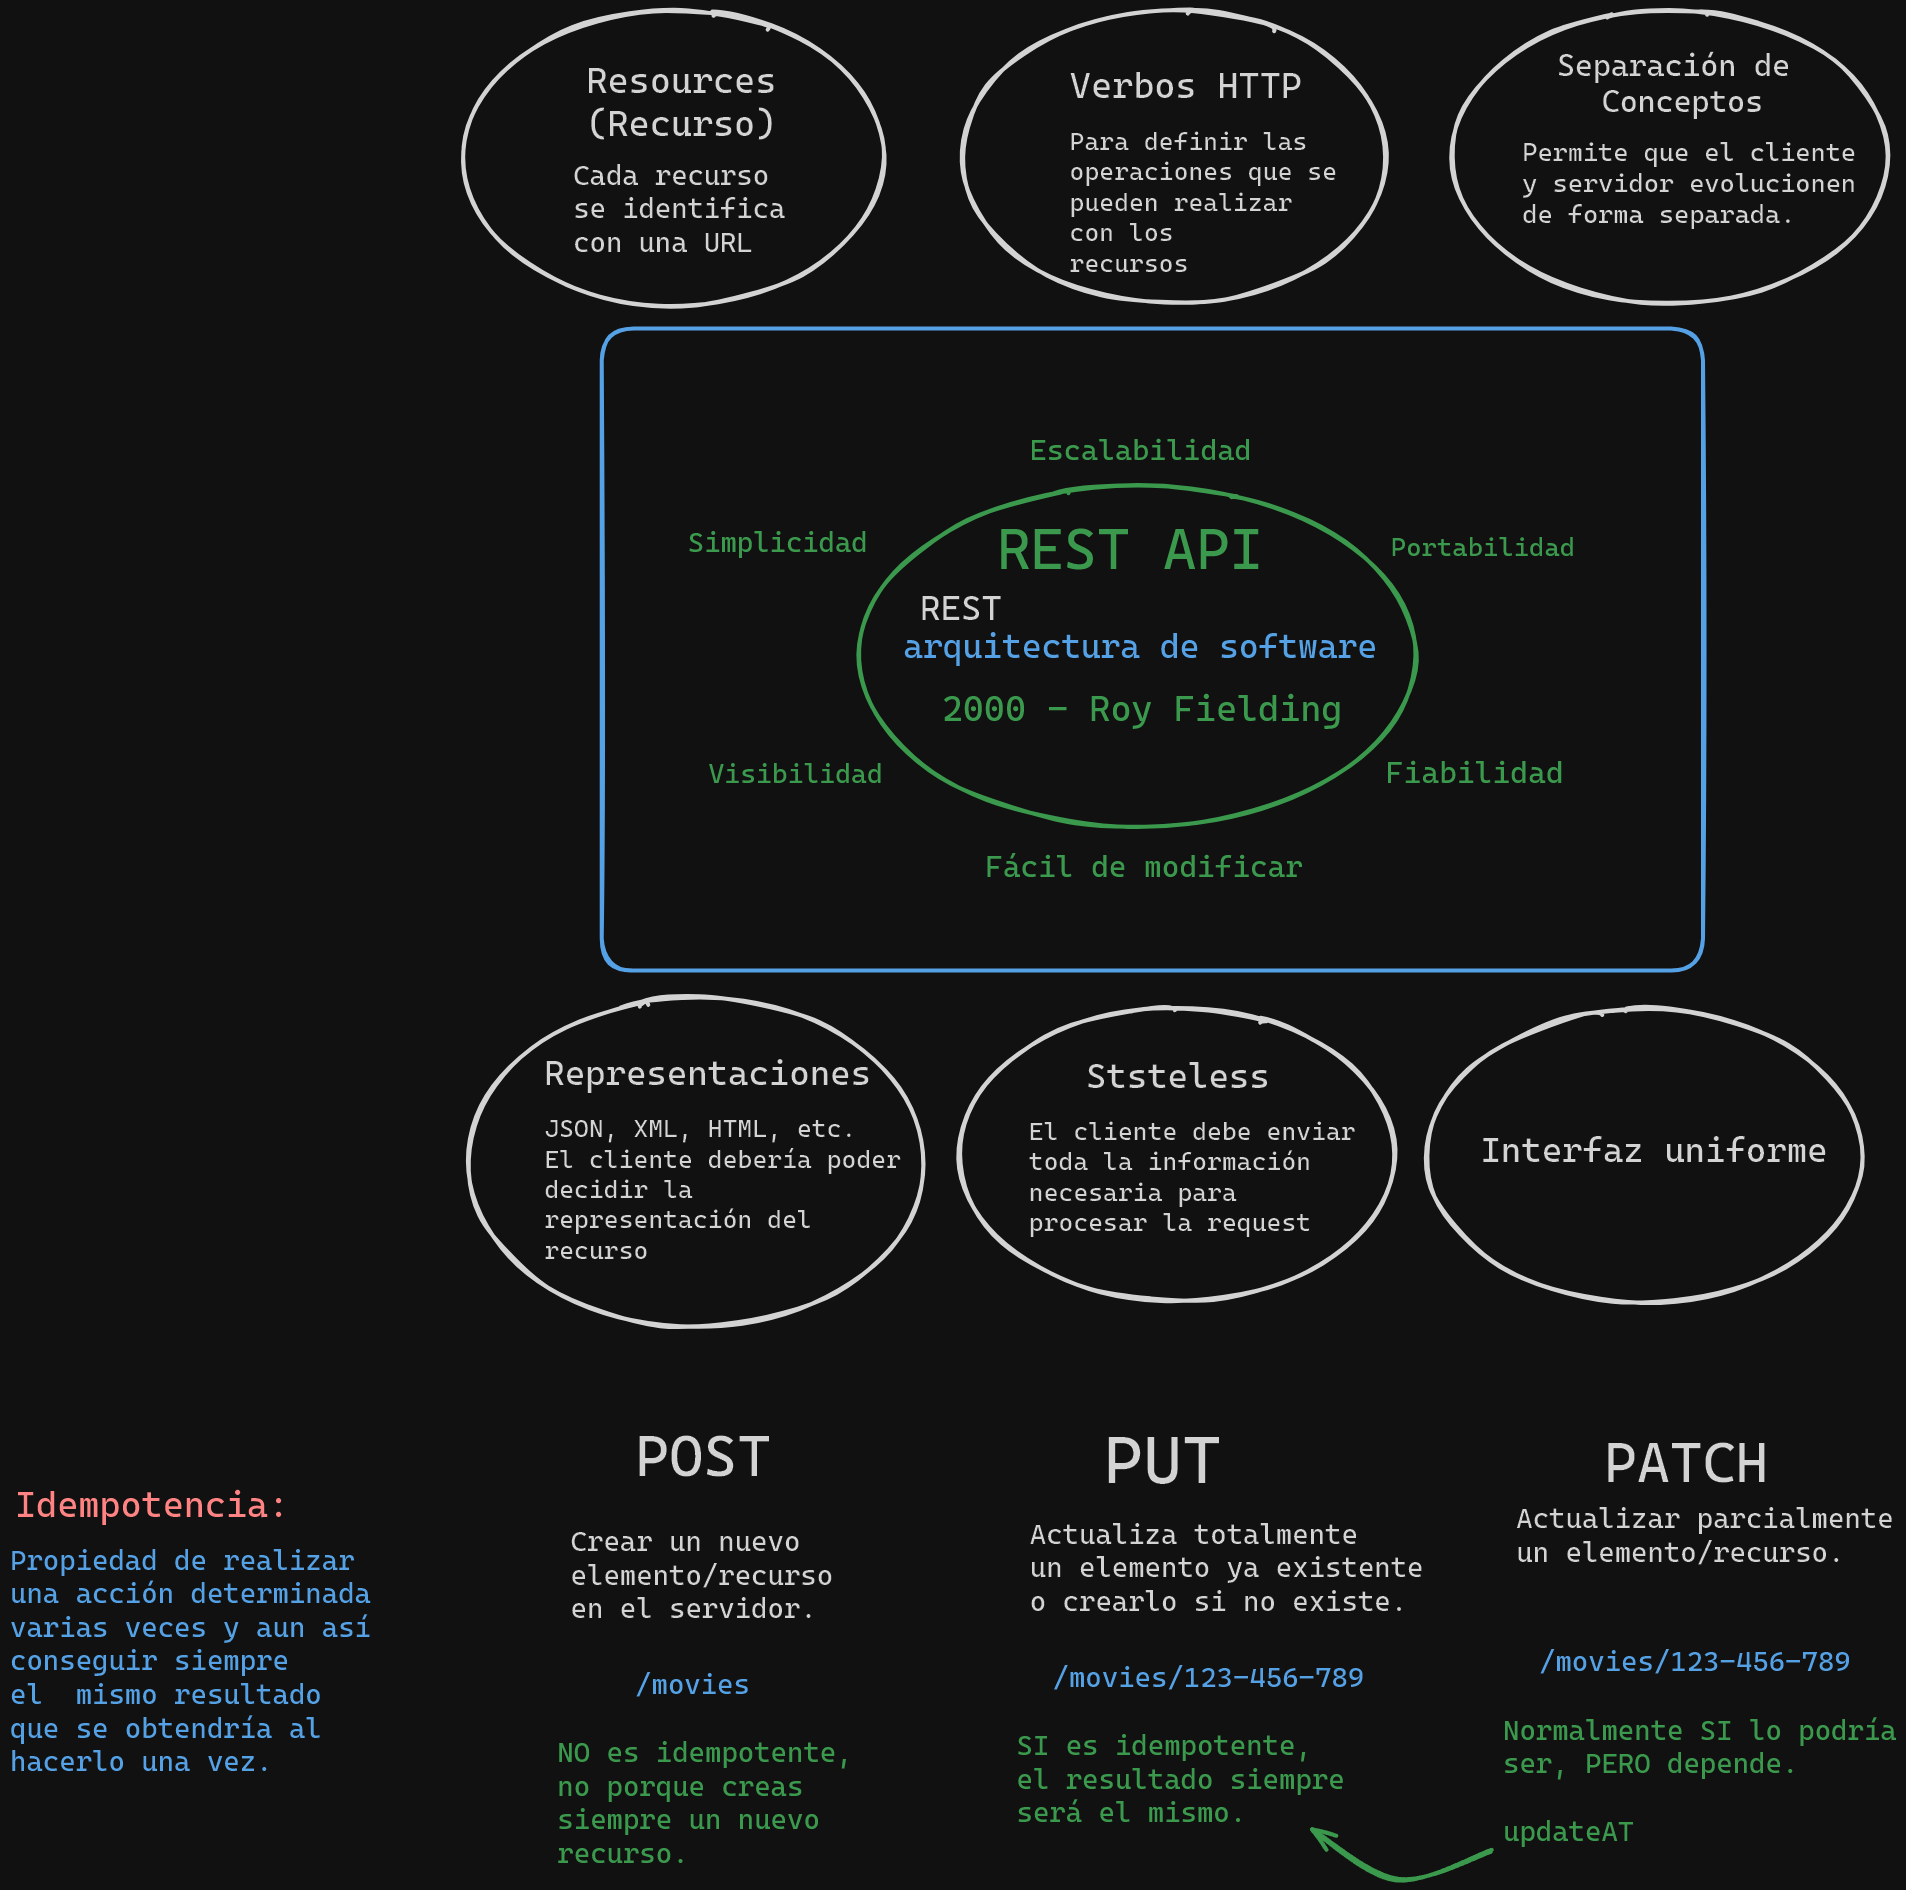 Resources
(Recurso)
Cada recurso
se identifica
con una URL
Verbos HTTP
Para definir las
operaciones que se
pueden realizar
con los
recursos
Separación de
Conceptos
Permite que el cliente
y servidor evolucionen
de forma separada.
Escalabilidad
Simplicidad
Portabilidad
REST API
REST
arquitectura de software
2000 - Roy Fielding
Visibilidad
Fiabilidad
Fácil de modificar
Representaciones
JSON, XML, HTML, etc.
El cliente debería poder
decidir la
representación del
recurso
Ststeless
El cliente debe enviar
toda la información
necesaria para
procesar la request
Interfaz uniforme
Idempotencia:
Propiedad de realizar
una acción determinada
varias veces y aun así
conseguir siempre
el  mismo resultado
que se obtendría al
hacerlo una vez.
POST
Crear un nuevo
elemento/recurso
en el servidor.
/movies
NO es idempotente,
no porque creas
siempre un nuevo
recurso.
PUT
Actualiza totalmente
un elemento ya existente
o crearlo si no existe.
/movies/123-456-789
SI es idempotente,
el resultado siempre
será el mismo.
PATCH
Actualizar parcialmente
un elemento/recurso.
/movies/123-456-789
Normalmente SI lo podría
ser, PERO depende.
updateAT